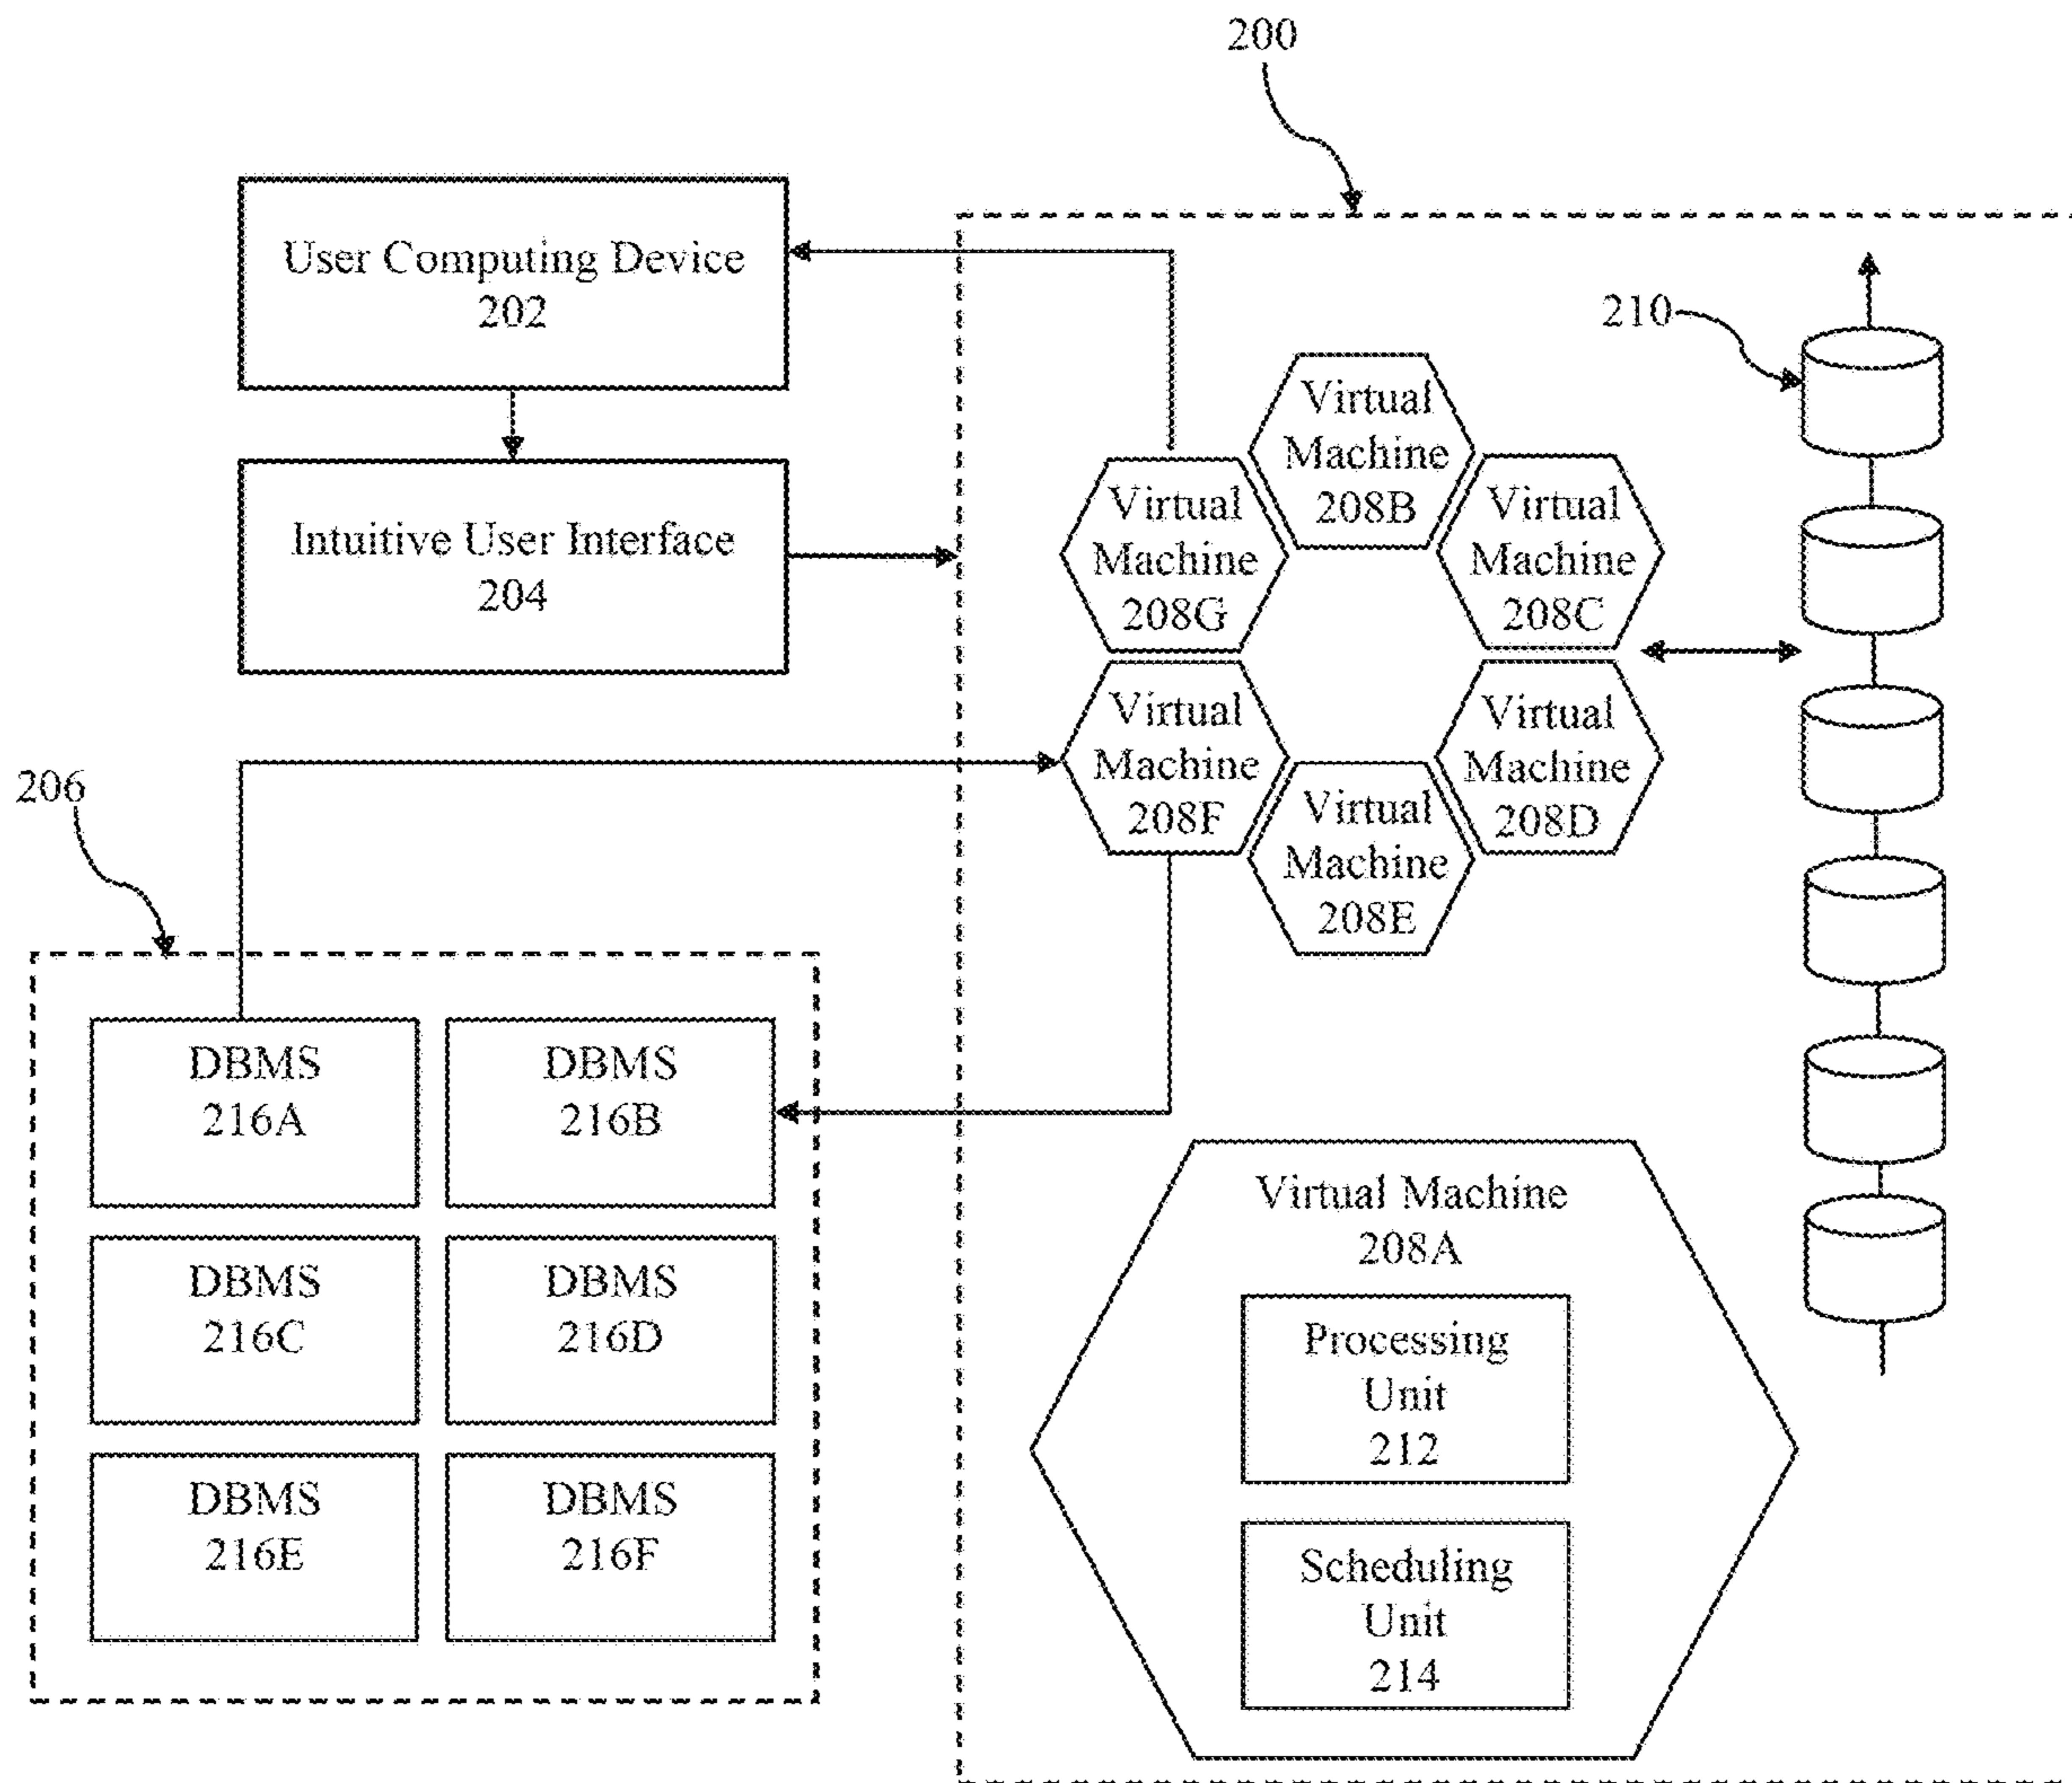 200
User Computing Device
202
210
Intuitive User Interface
204
Virtual
Machine
208B
Virtual
Machine
208G
Virtual
Machine
208C
Virtual
Machine
208F
Virtual
Machine
208D
Virtual
Machine
208E
206
DBMS
216A
DBMS
216B
DBMS
216C
DBMS
216D
DBMS
216E
DBMS
216F
Virtual Machine
208A
Processing
Unit
212
Scheduling
Unit
214